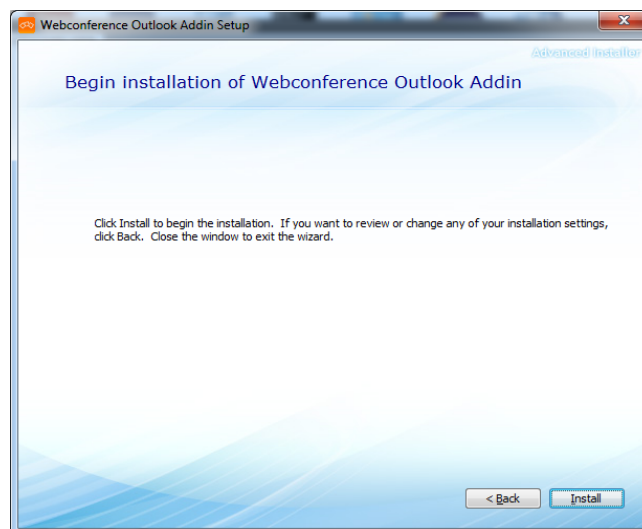 Webconference Outlook Addin Setup
Advanced Installer
Begin installation of Webconference Outlook Addin
Click Install to begin the installation.  If you want to review or change any of your installation settings,
click Back.  Close the window to exit the wizard.
< Back
Install